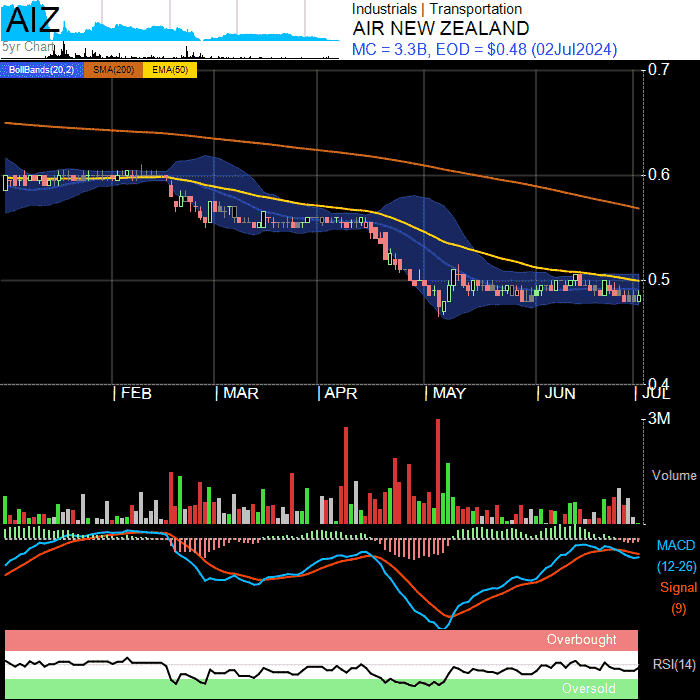 AIZ
5yr Chart
Industrials | Transportation
AIR NEW ZEALAND
MC = 3.3B, EOD = $0.48 (02Jul2024)
BollBands(20,2) SMA(200) EMA(50)
0.7
0.6
0.5
0.4
| FEB | MAR | APR | MAY | JUN | JUL
3M
Volume
MACD
(12-26)
Signal
(9)
Overbought
RSI(14)
Oversold